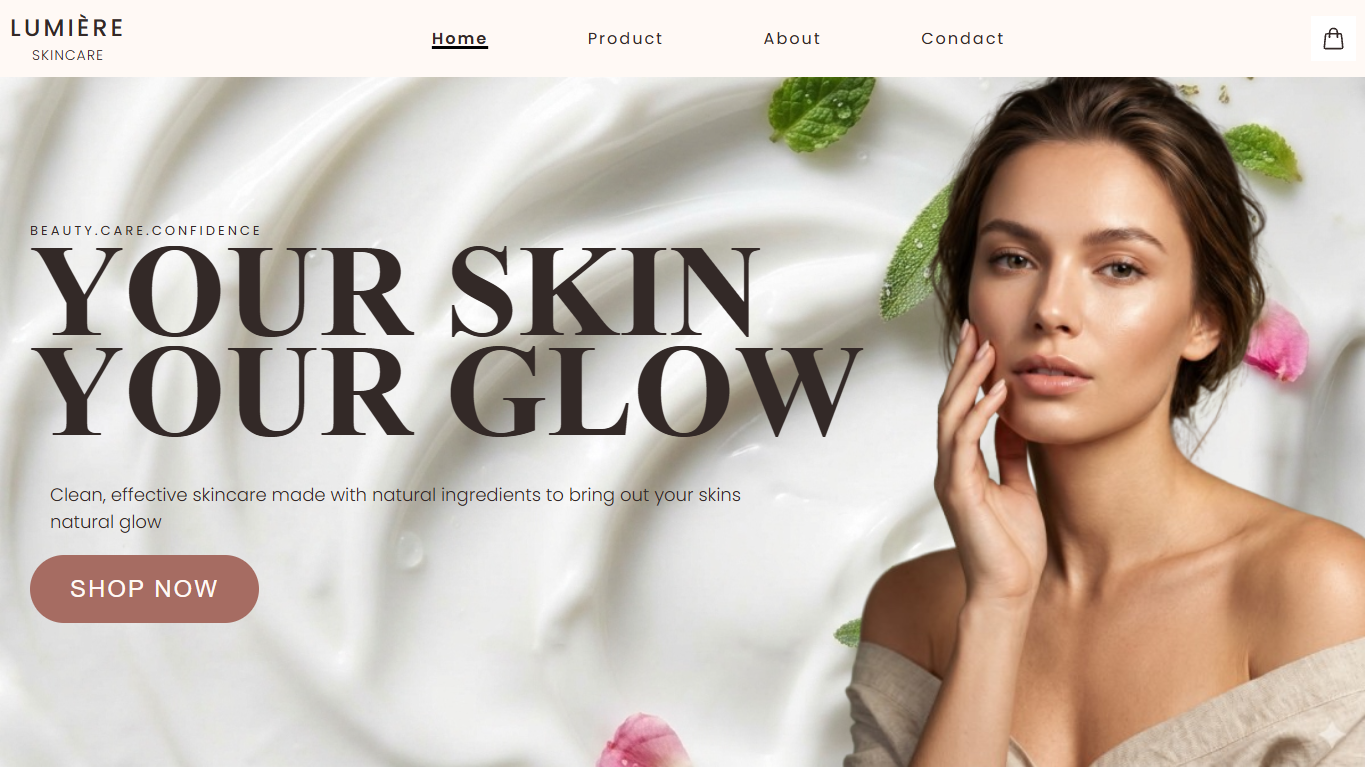 LUMIÈRE
SKINCARE
Home Product About Condact
BEAUTY.CARE.CONFIDENCE
YOUR SKIN
YOUR GLOW
Clean, effective skincare made with natural ingredients to bring out your skins
natural glow
SHOP NOW